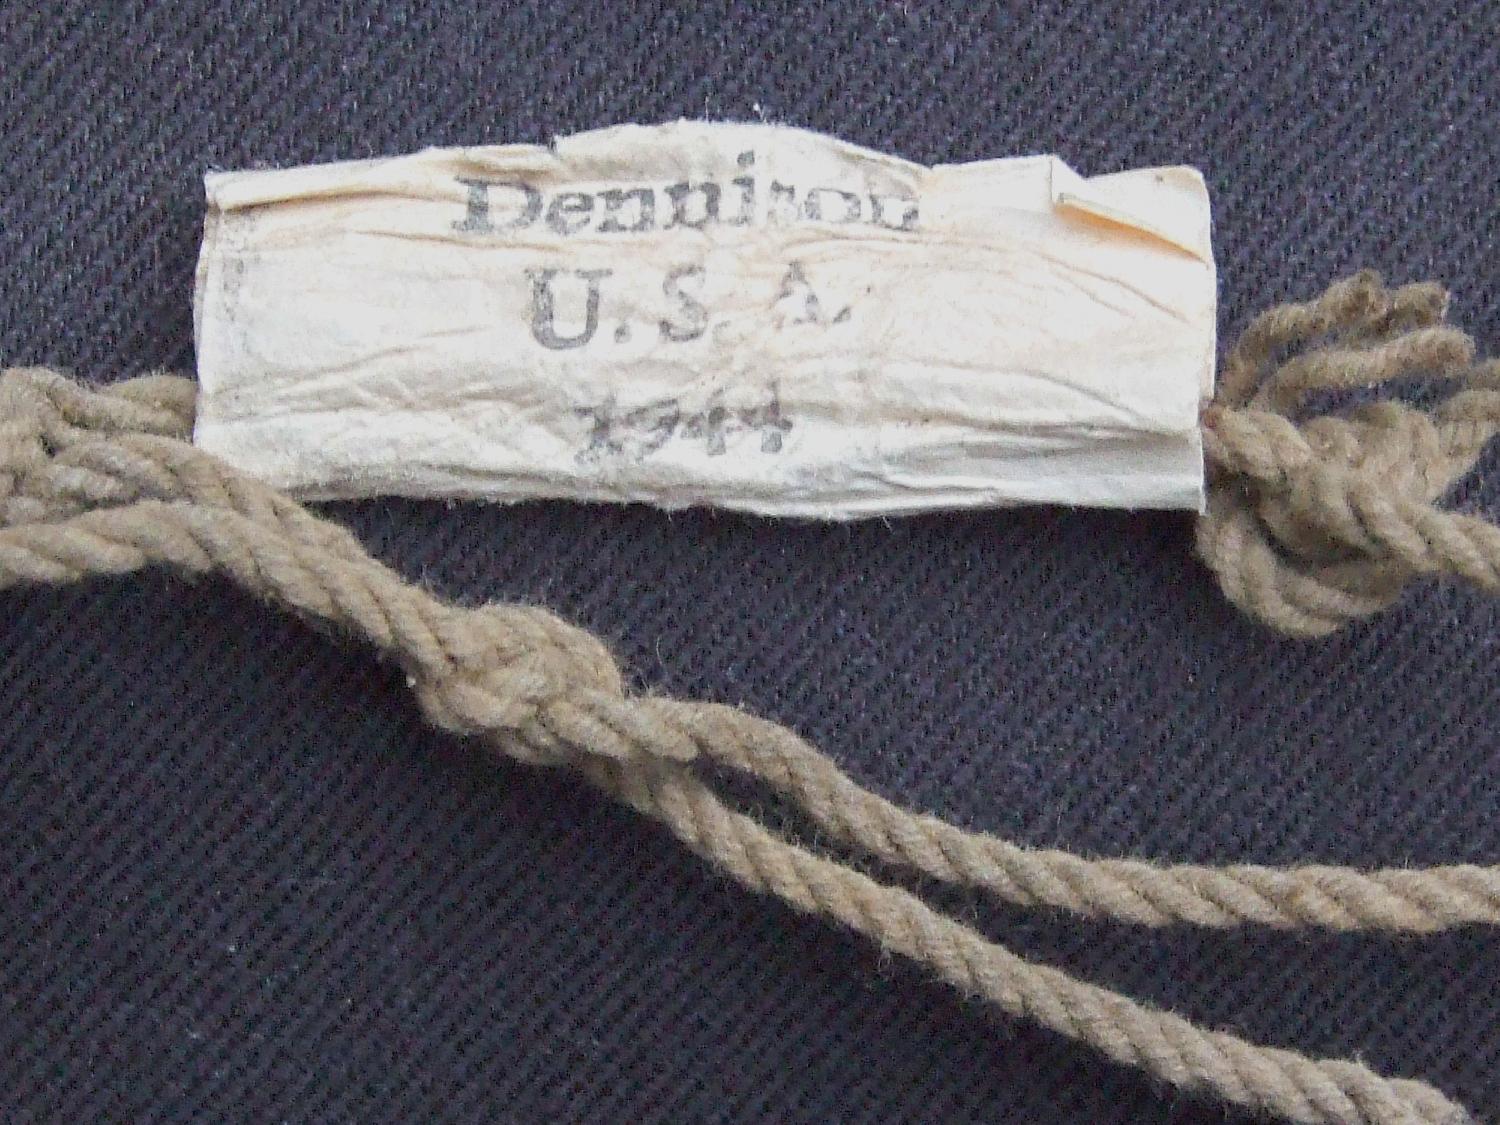 Dennison
U. S. A.
1944